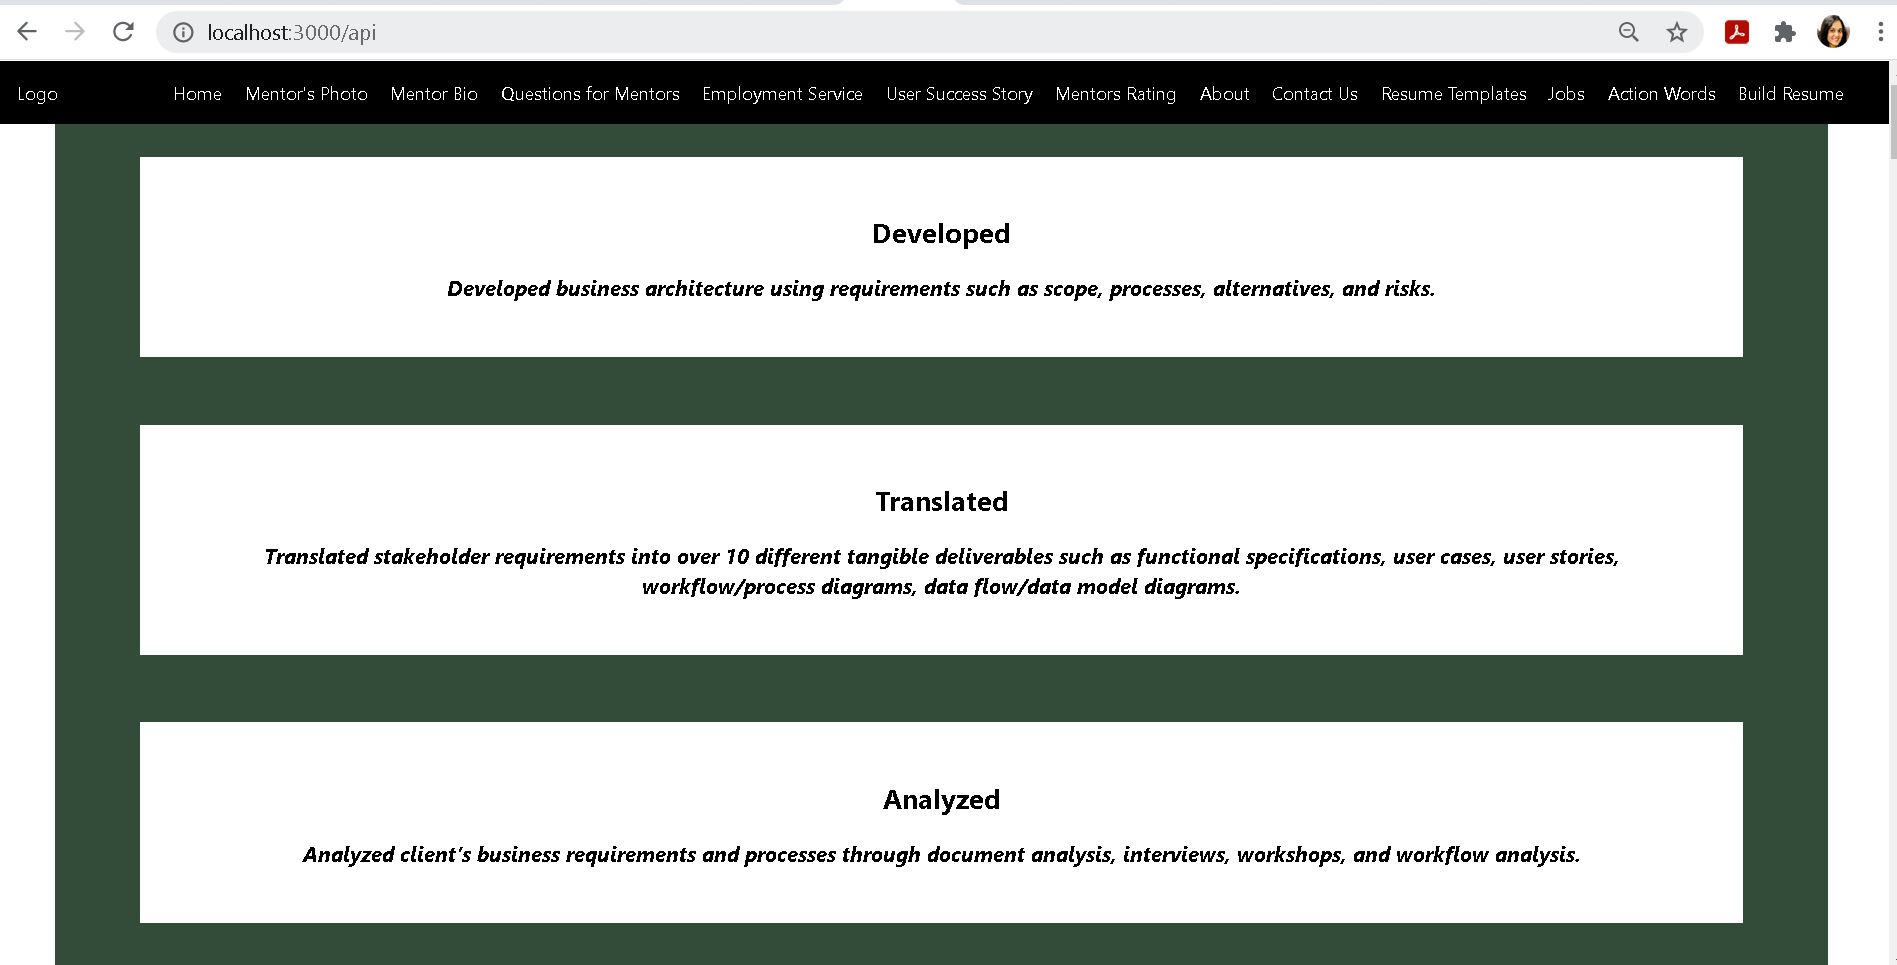 localhost:3000/api
Logo Home Mentor's Photo Mentor Bio Questions for Mentors Employment Service User Success Story Mentors Rating About Contact Us Resume Templates Jobs Action Words Build Resume
Developed
Developed business architecture using requirements such as scope, processes, alternatives, and risks.
Translated
Translated stakeholder requirements into over 10 different tangible deliverables such as functional specifications, user cases, user stories,
workflow/process diagrams, data flow/data model diagrams.
Analyzed
Analyzed client’s business requirements and processes through document analysis, interviews, workshops, and workflow analysis.